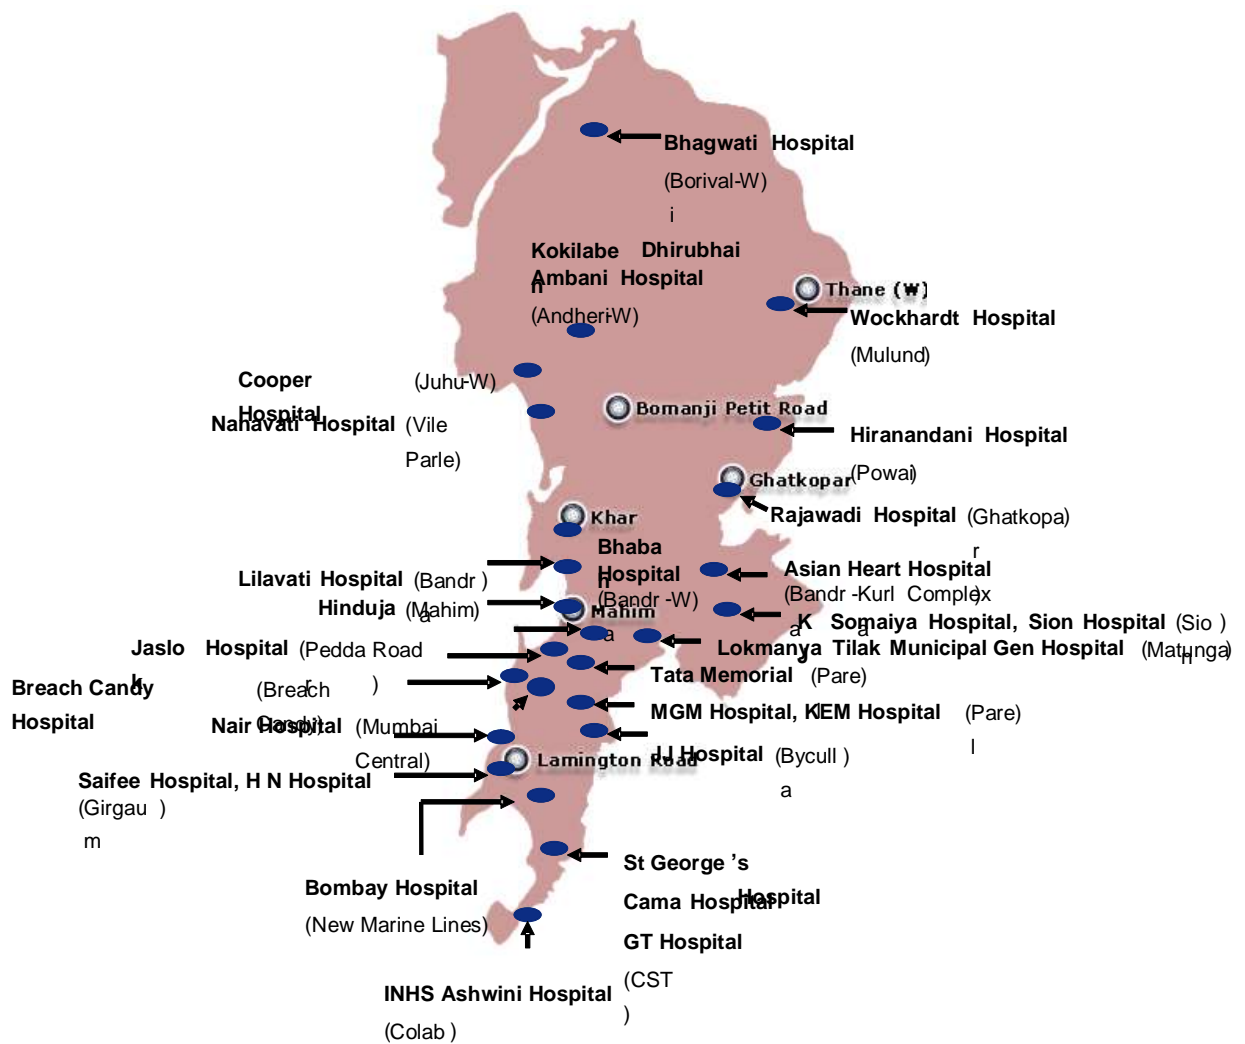 Bhagwati Hospital
(Borival-W)
i
Kokilabe Dhirubhai
n
Ambani Hospital
(Andheri-W)
Thane (W)
Wockhardt Hospital
(Mulund)
Cooper (Juhu-W)
Hospital
Nanavati Hospital (Vile
Parle)
Bomanji Petit Road
Hiranandani Hospital
(Powai)
Ghatkopar
Rajawadi Hospital (Ghatkopa)
r
Khar
Bhaba
n
Hospital
(Bandr -W)
a
Lilavati Hospital (Bandr )
a
Hinduja (Mahim)
Mahim
Asian Heart Hospital
(Bandr -Kurl Complex
a a
K Somaiya Hospital, Sion Hospital (Sio )
J n
Lokmanya Tilak Municipal Gen Hospital (Matunga)
Jaslo Hospital (Pedda Road
k r )
Tata Memorial (Pare)
l
Breach Candy (Breach
Hospital Candy)
MGM Hospital, KEM Hospital (Pare)
l
Nair Hospital (Mumbai
Central)
JJ Hospital (Bycull )
a
Lamington Road
Saifee Hospital, H N Hospital
(Girgau )
m
Bombay Hospital
(New Marine Lines)
St George ’s
Hospital
Cama Hospital
GT Hospital
(CST
)
INHS Ashwini Hospital
(Colab )